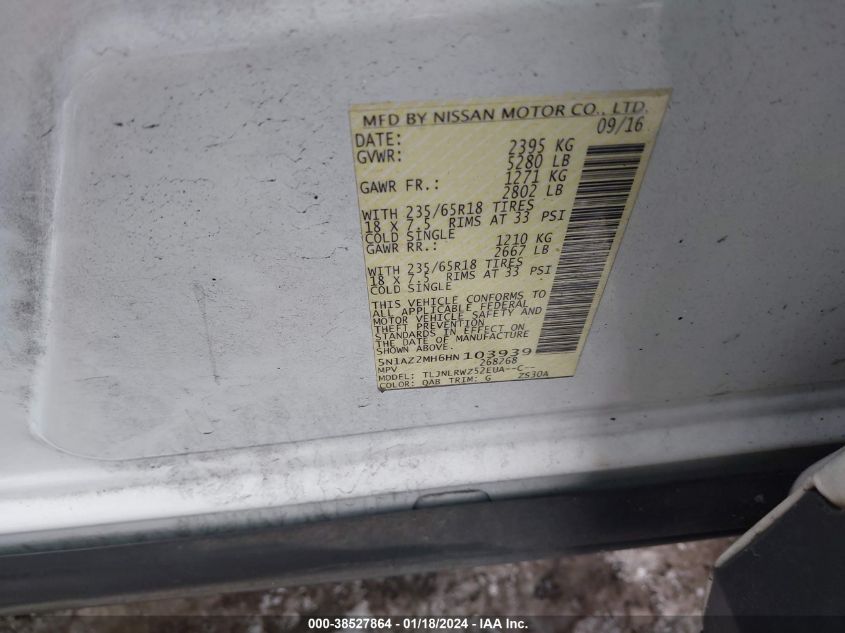 MFD BY NISSAN MOTOR CO., LTD.
DATE: 09/16
GVWR: 2395 KG
5280 LB
GAWR FR.: 1271 KG
2802 LB
WITH 235/65R18 TIRES
18 X 7.5 RIMS AT 33 PSI
COLD SINGLE
GAWR RR.: 1210 KG
2667 LB
WITH 235/65R18 TIRES
18 X 7.5 RIMS AT 33 PSI
COLD SINGLE
THIS VEHICLE CONFORMS TO
ALL APPLICABLE FEDERAL
MOTOR VEHICLE SAFETY AND
THEFT PREVENTION
STANDARDS IN EFFECT ON
THE DATE OF MANUFACTURE
SHOWN ABOVE.
5N1AZ2MH6HN103939
MPV 268268
MODEL: TLJNLRWZ52EUA--C--
COLOR: QAB TRIM: G ZS30A
000-38527864 - 01/18/2024 - IAA Inc.